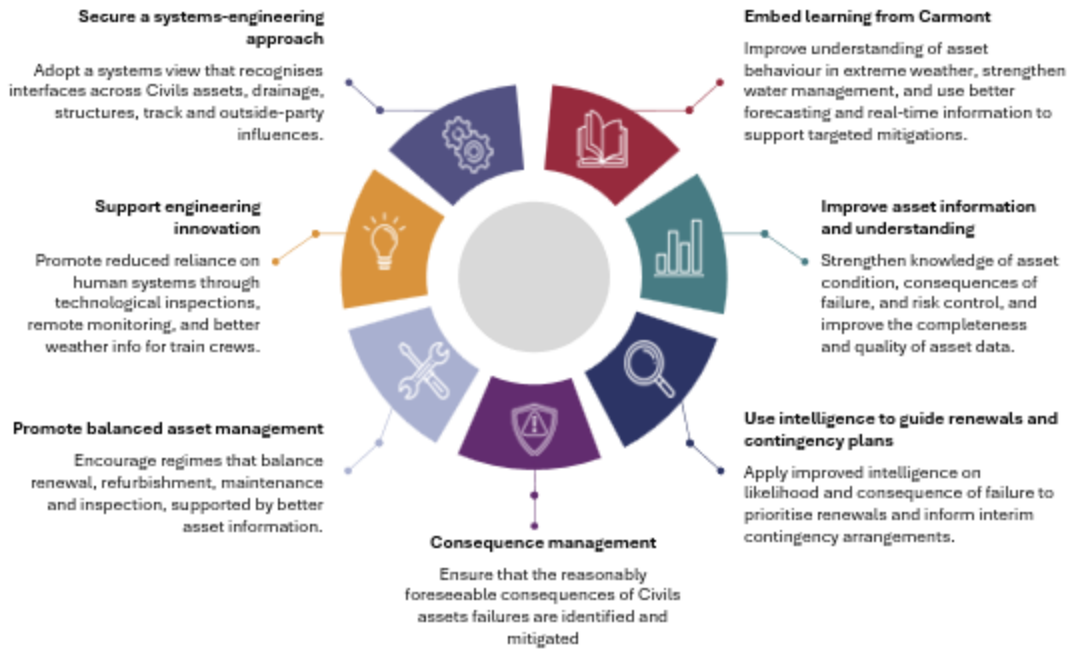 Secure a systems-engineering
approach
Adopt a systems view that recognises
interfaces across Civils assets, drainage,
structures, track and outside-party
influences.
Embed learning from Carmont
Improve understanding of asset
behaviour in extreme weather, strengthen
water management, and use better
forecasting and real-time information to
support targeted mitigations.
Support engineering
innovation
Promote reduced reliance on
human systems through
technological inspections,
remote monitoring, and better
weather info for train crews.
Improve asset information
and understanding
Strengthen knowledge of asset
condition, consequences of
failure, and risk control, and
improve the completeness
and quality of asset data.
Promote balanced asset management
Encourage regimes that balance
renewal, refurbishment, maintenance
and inspection, supported by better
asset information.
Use intelligence to guide renewals and
contingency plans
Apply improved intelligence on
likelihood and consequence of failure to
prioritise renewals and inform interim
contingency arrangements.
Consequence management
Ensure that the reasonably
foreseeable consequences of Civils
assets failures are identified and
mitigated